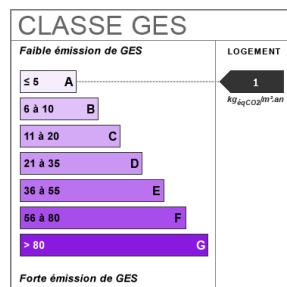 CLASSE GES
Faible émission de GES
LOGEMENT
≤ 5 A
1
kgéqCO2/m².an
6 à 10 B
11 à 20 C
21 à 35 D
36 à 55 E
56 à 80 F
> 80 G
Forte émission de GES